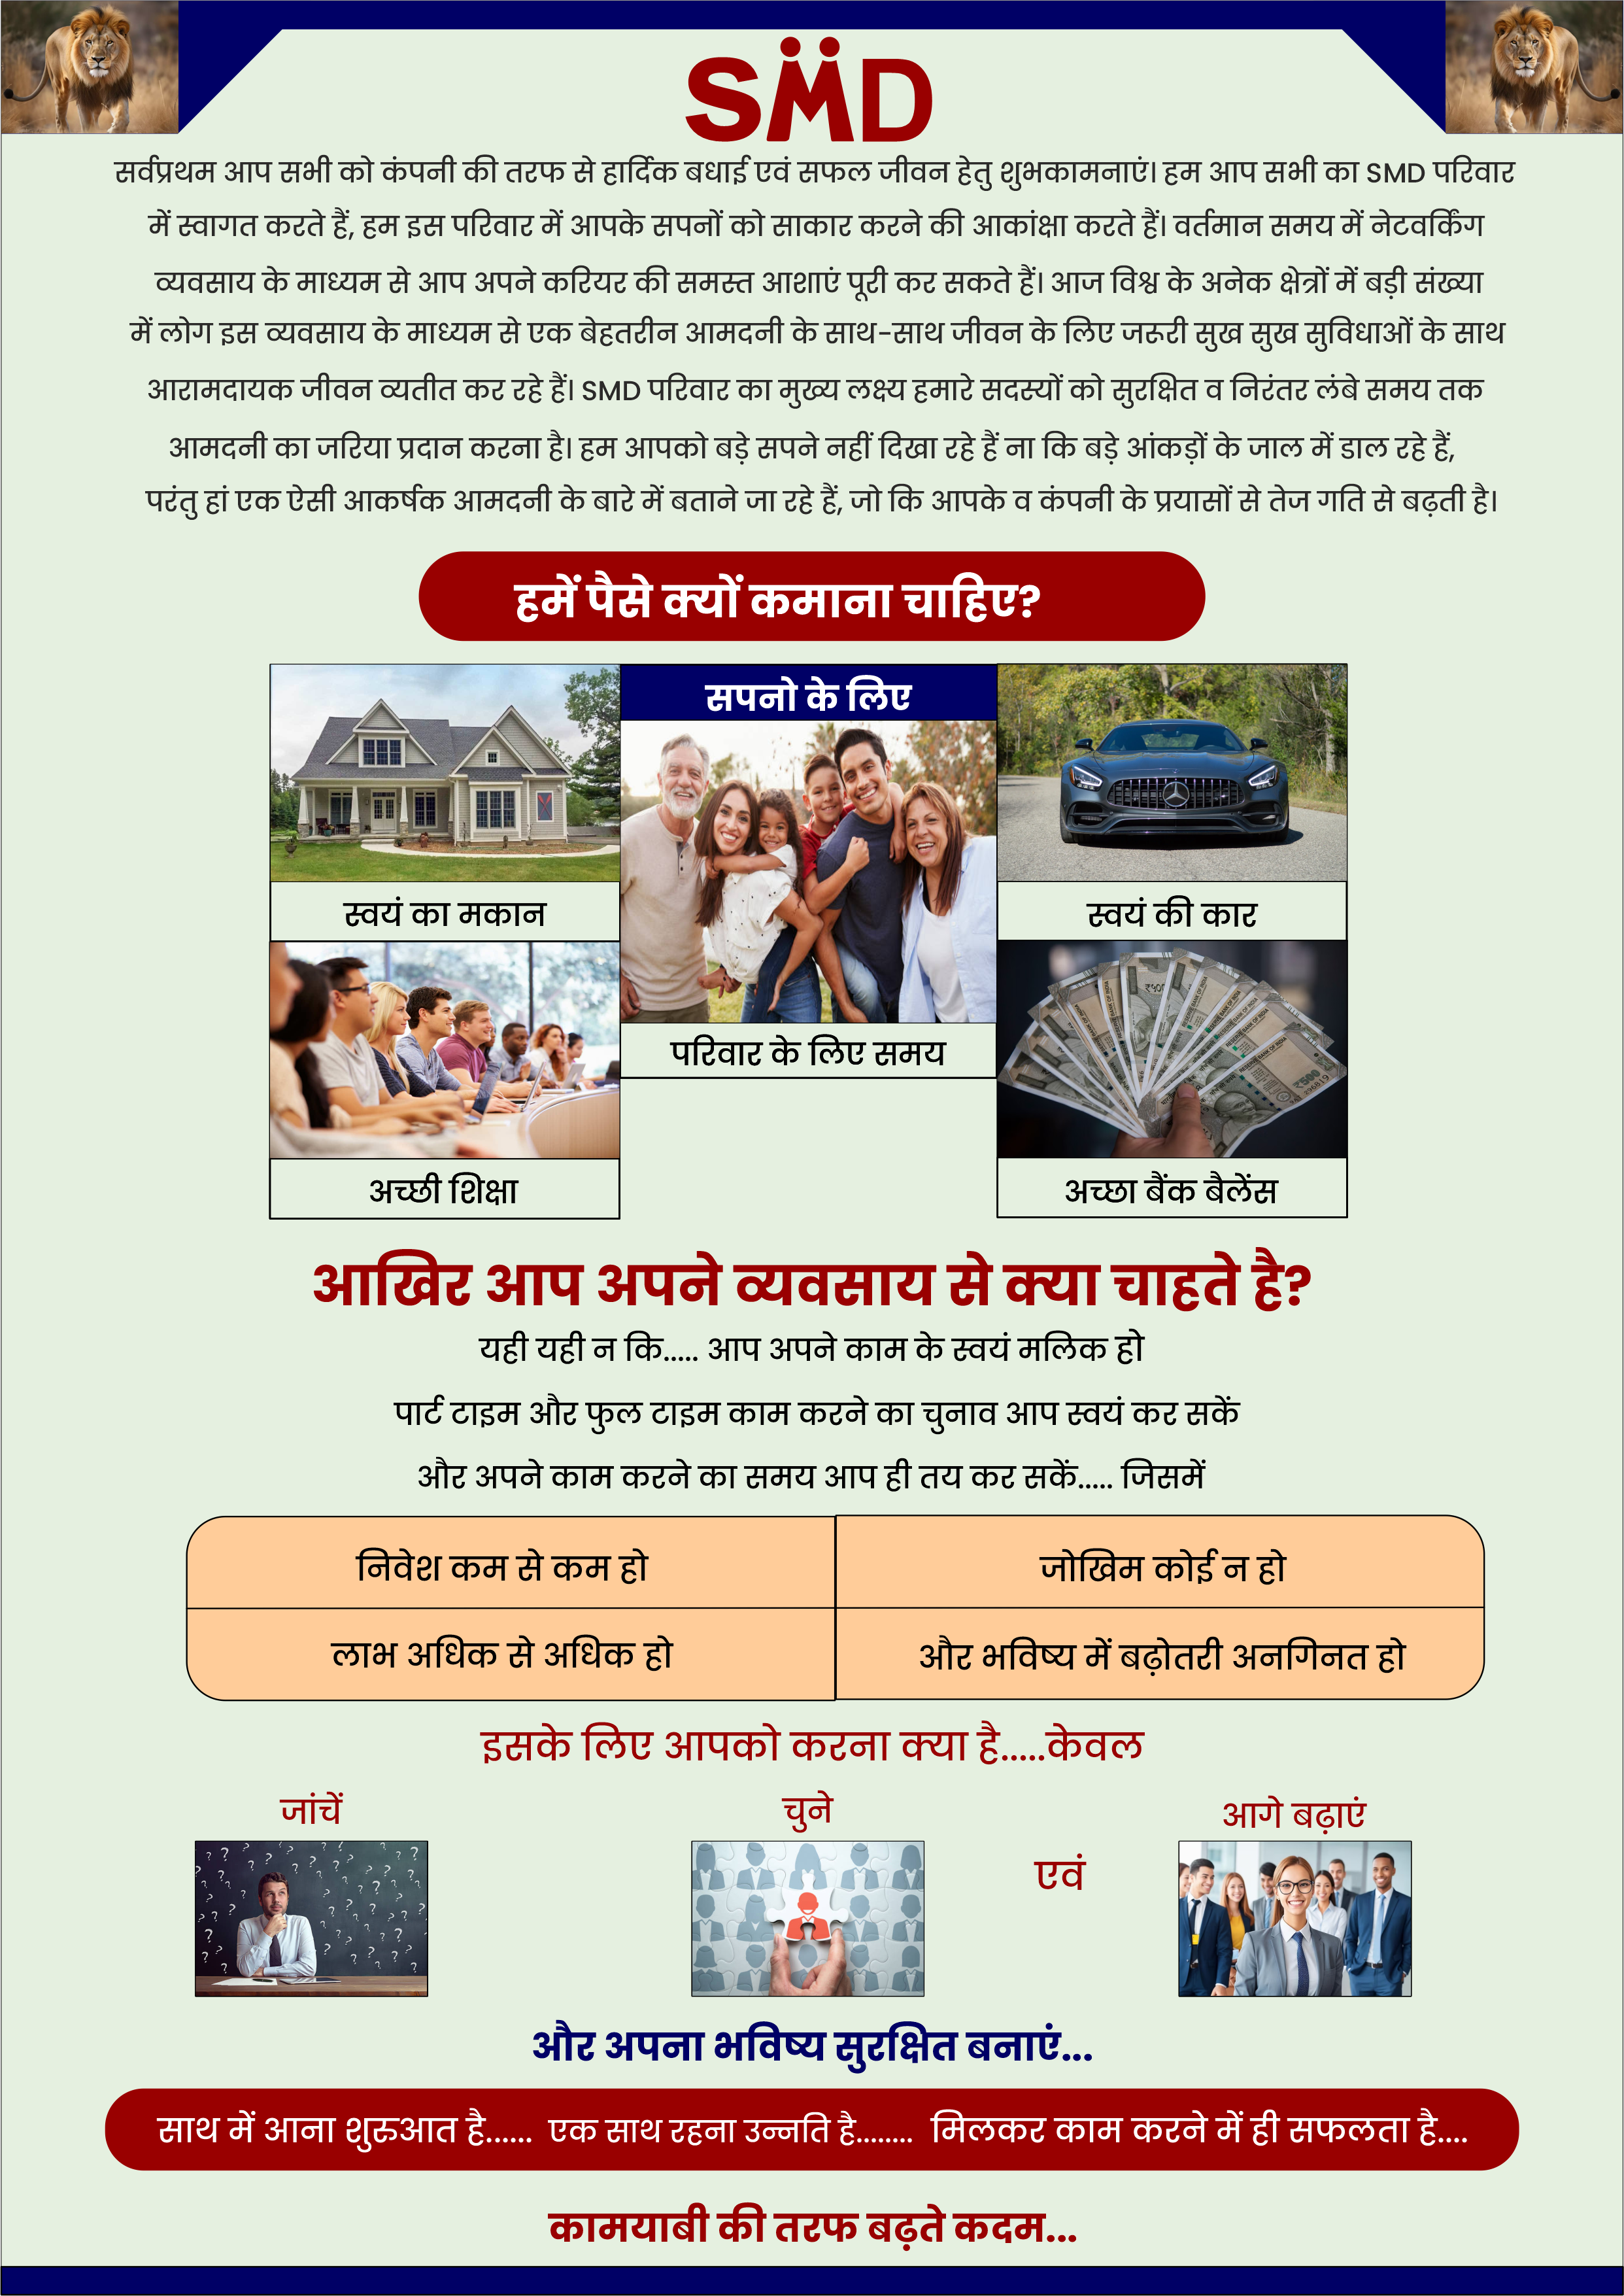 SMD
सर्वप्रथम आप सभी को कंपनी की तरफ से हार्दिक बधाई एवं सफल जीवन हेतु शुभकामनाएं। हम आप सभी का SMD परिवार
में स्वागत करते हैं, हम इस परिवार में आपके सपनों को साकार करने की आकांक्षा करते हैं। वर्तमान समय में नेटवर्किंग
व्यवसाय के माध्यम से आप अपने करियर की समस्त आशाएं पूरी कर सकते हैं। आज विश्व के अनेक क्षेत्रों में बड़ी संख्या
में लोग इस व्यवसाय के माध्यम से एक बेहतरीन आमदनी के साथ-साथ जीवन के लिए जरूरी सुख सुख सुविधाओं के साथ
आरामदायक जीवन व्यतीत कर रहे हैं। SMD परिवार का मुख्य लक्ष्य हमारे सदस्यों को सुरक्षित व निरंतर लंबे समय तक
आमदनी का जरिया प्रदान करना है। हम आपको बड़े सपने नहीं दिखा रहे हैं ना कि बड़े आंकड़ों के जाल में डाल रहे हैं,
परंतु हां एक ऐसी आकर्षक आमदनी के बारे में बताने जा रहे हैं, जो कि आपके व कंपनी के प्रयासों से तेज गति से बढ़ती है।
हमें पैसे क्यों कमाना चाहिए?
सपनो के लिए
स्वयं का मकान
स्वयं की कार
परिवार के लिए समय
₹500
अच्छी शिक्षा
अच्छा बैंक बैलेंस
आखिर आप अपने व्यवसाय से क्या चाहते है?
यही यही न कि..... आप अपने काम के स्वयं मलिक हो
पार्ट टाइम और फुल टाइम काम करने का चुनाव आप स्वयं कर सकें
और अपने काम करने का समय आप ही तय कर सकें..... जिसमें
निवेश कम से कम हो
जोखिम कोई न हो
लाभ अधिक से अधिक हो
और भविष्य में बढ़ोतरी अनगिनत हो
इसके लिए आपको करना क्या है.....केवल
जांचें
चुने
आगे बढ़ाएं
एवं
और अपना भविष्य सुरक्षित बनाएं...
साथ में आना शुरुआत है...... एक साथ रहना उन्नति है........ मिलकर काम करने में ही सफलता है....
कामयाबी की तरफ बढ़ते कदम...